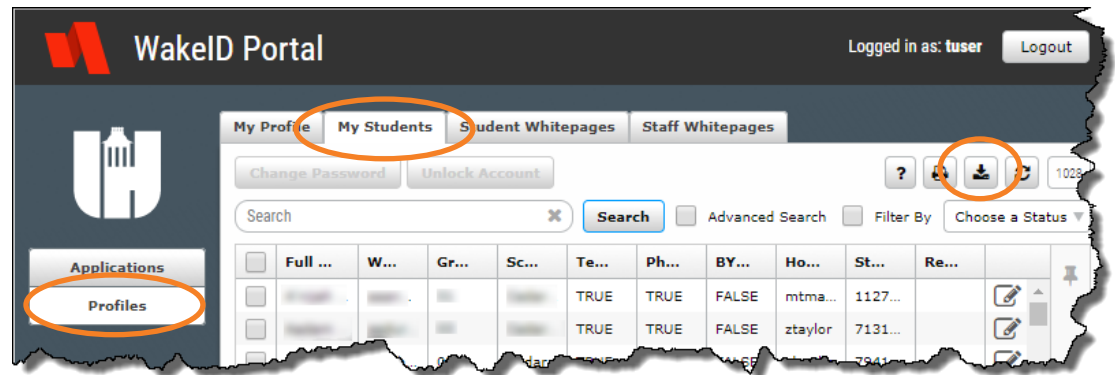 WakeID Portal
Logged in as: tuser
Logout
My Profile
My Students
Student Whitepages
Staff Whitepages
Change Password
Unlock Account
?
1028
Search
Search
Advanced Search
Filter By
Choose a Status
Applications
Profiles
Full ... W... Gr... Sc... Te... Ph... BY... Ho... St... Re...
TRUE TRUE FALSE mtma... 1127...
TRUE TRUE FALSE ztaylor 7131...